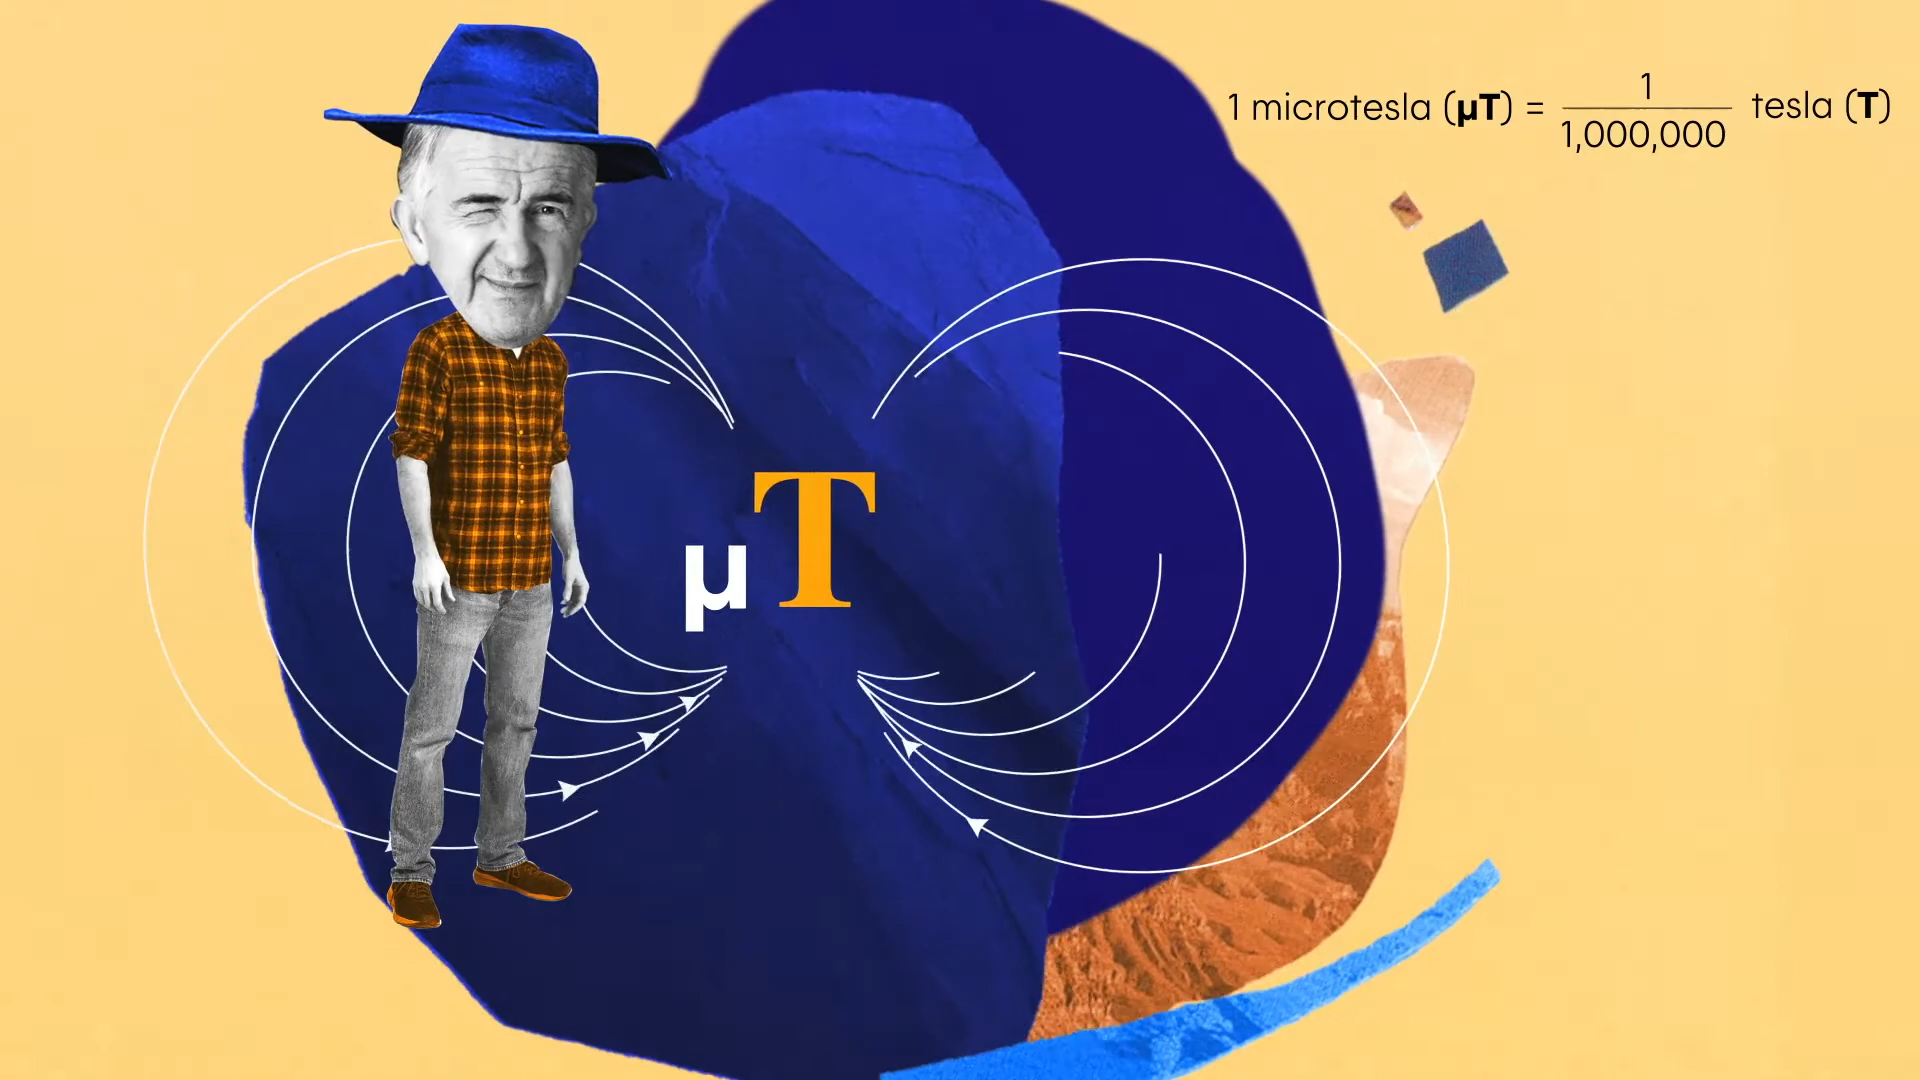 1 microtesla (µT) = 1 / 1,000,000 tesla (T)
µT